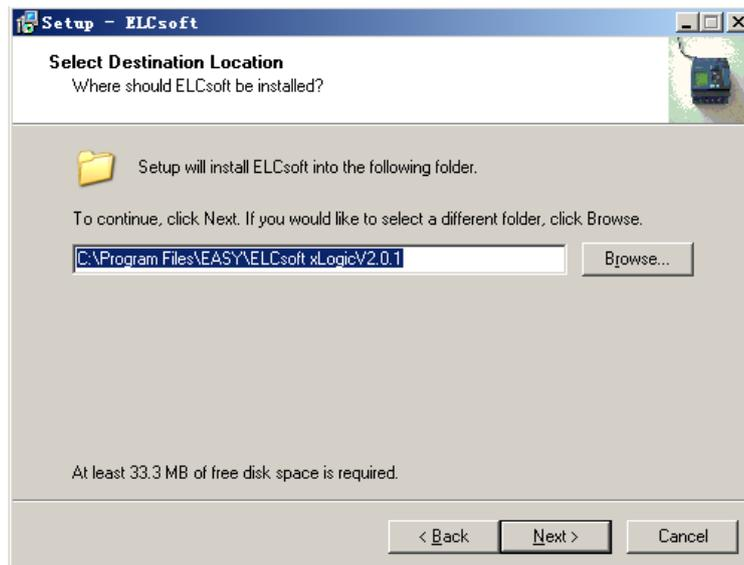 Setup - ELCsoft
Select Destination Location
Where should ELCsoft be installed?
Setup will install ELCsoft into the following folder.
To continue, click Next. If you would like to select a different folder, click Browse.
C:\Program Files\EASY\ELCsoft xLogicV2.0.1
Browse...
At least 33.3 MB of free disk space is required.
< Back
Next >
Cancel